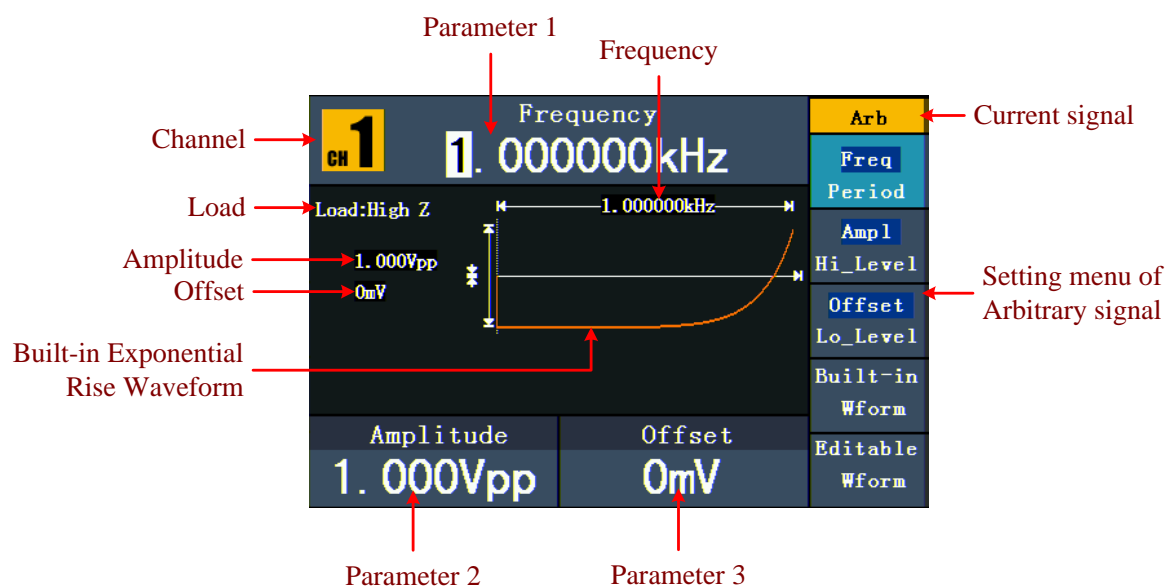 Parameter 1
Frequency
Channel
CH 1
Frequency
1.000000kHz
Arb
Current signal
Freq
Period
Load
Load:High Z
1.000000kHz
Amplitude
1.000Vpp
Offset
0mV
Ampl
Hi_Level
Offset
Lo_Level
Setting menu of
Arbitrary signal
Built-in Exponential
Rise Waveform
Built-in
Wform
Editable
Wform
Amplitude
1.000Vpp
Offset
0mV
Parameter 2
Parameter 3